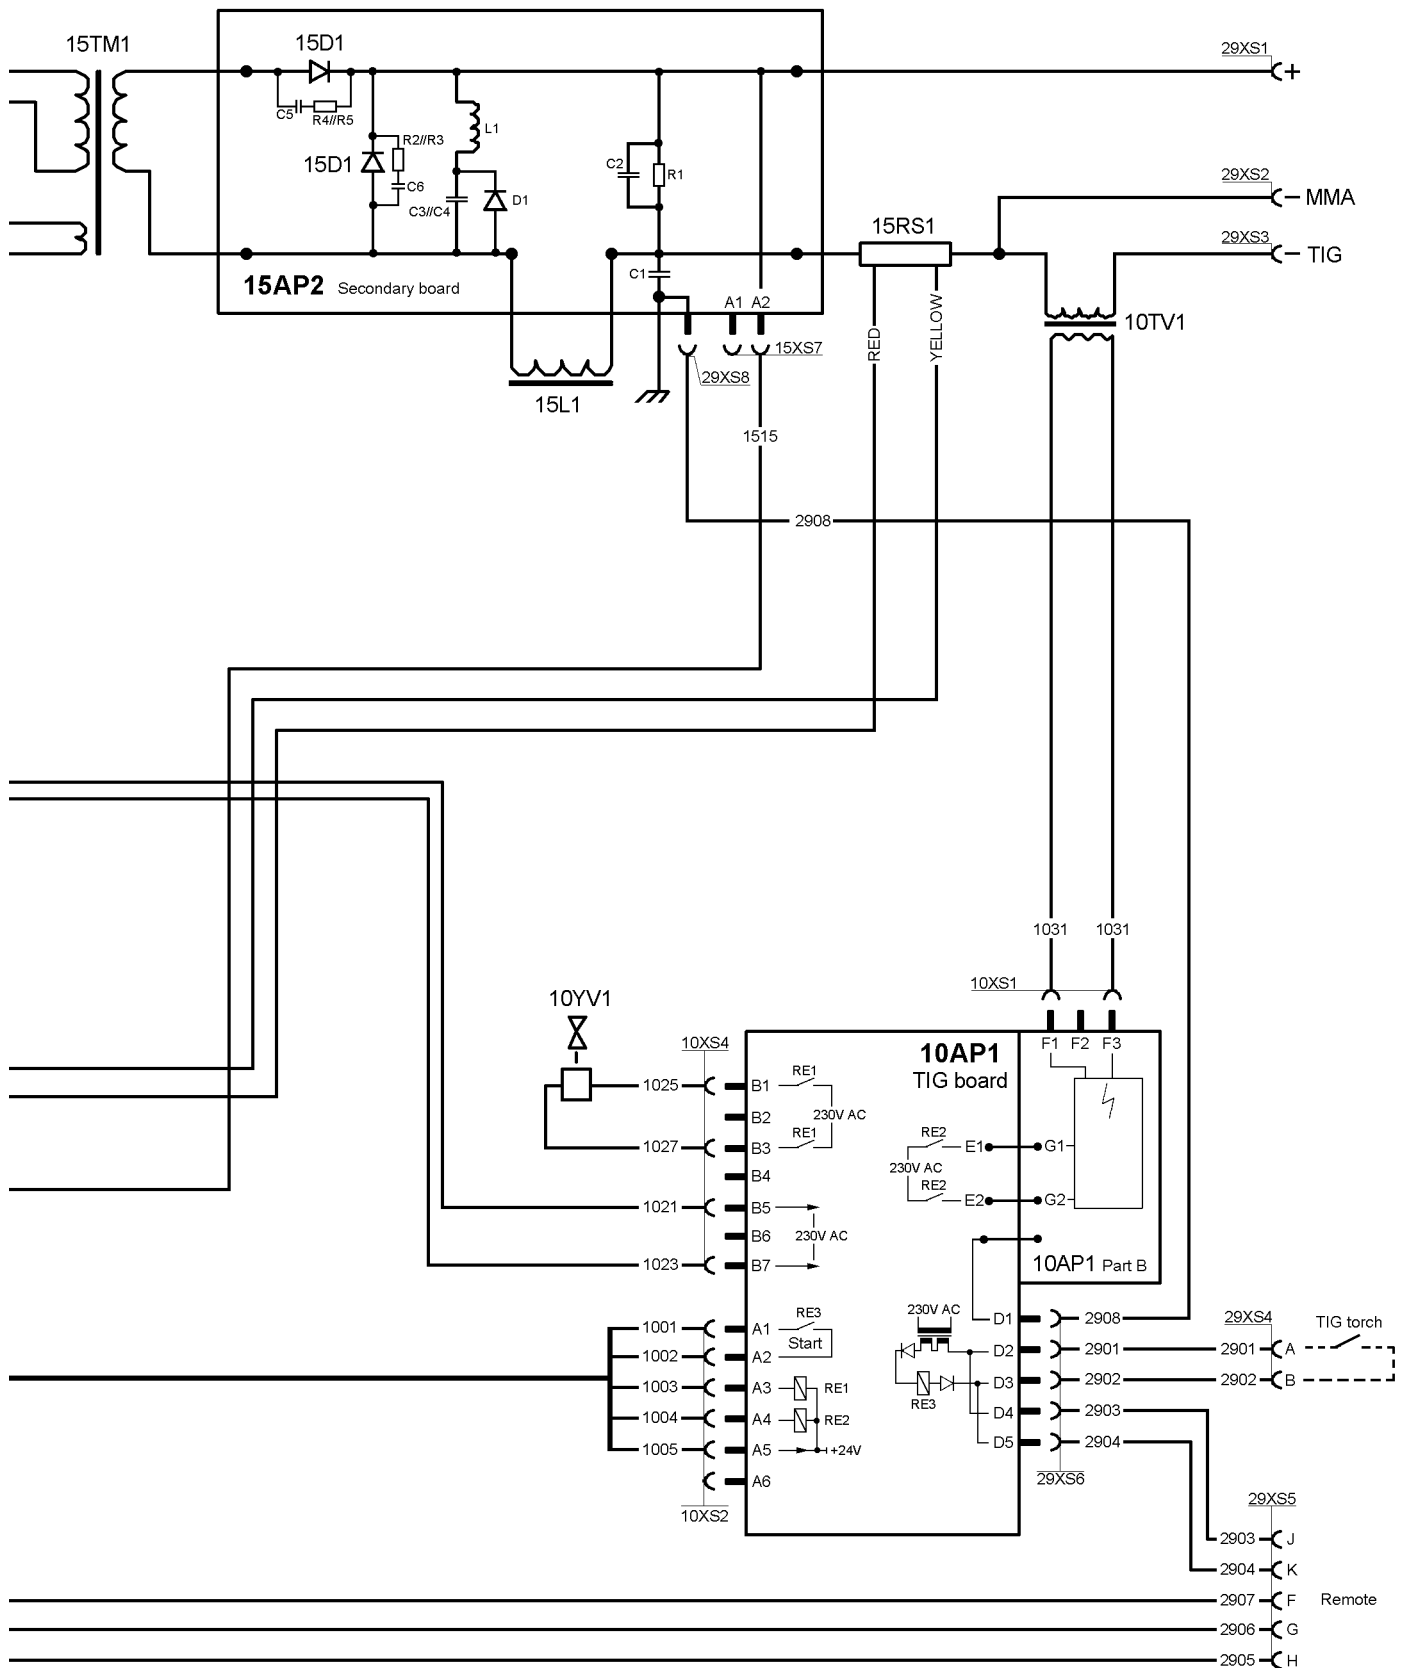 15TM1
15D1
29XS1
+
C5
R4//R5
L1
R2//R3
15D1
C6
C2
R1
C3//C4
D1
29XS2
− MMA
15RS1
29XS3
− TIG
15AP2 Secondary board
C1
A1 A2
10TV1
RED
YELLOW
15XS7
29XS8
15L1
1515
2908
1031
1031
10XS1
10YV1
F1 F2 F3
10XS4
10AP1
TIG board
1025
B1
RE1
230V AC
B2
RE1
1027
B3
RE2
E1
G1
230V AC
B4
RE2
E2
G2
1021
B5
B6
230V AC
1023
B7
10AP1 Part B
230V AC
D1
2908
29XS4
TIG torch
RE3
1001
A1
Start
1002
A2
D2
2901
2901
A
1003
A3
RE1
D3
2902
2902
B
RE3
1004
A4
RE2
D4
2903
1005
A5
+24V
D5
2904
A6
29XS6
10XS2
29XS5
2903
J
2904
K
2907
F
Remote
2906
G
2905
H